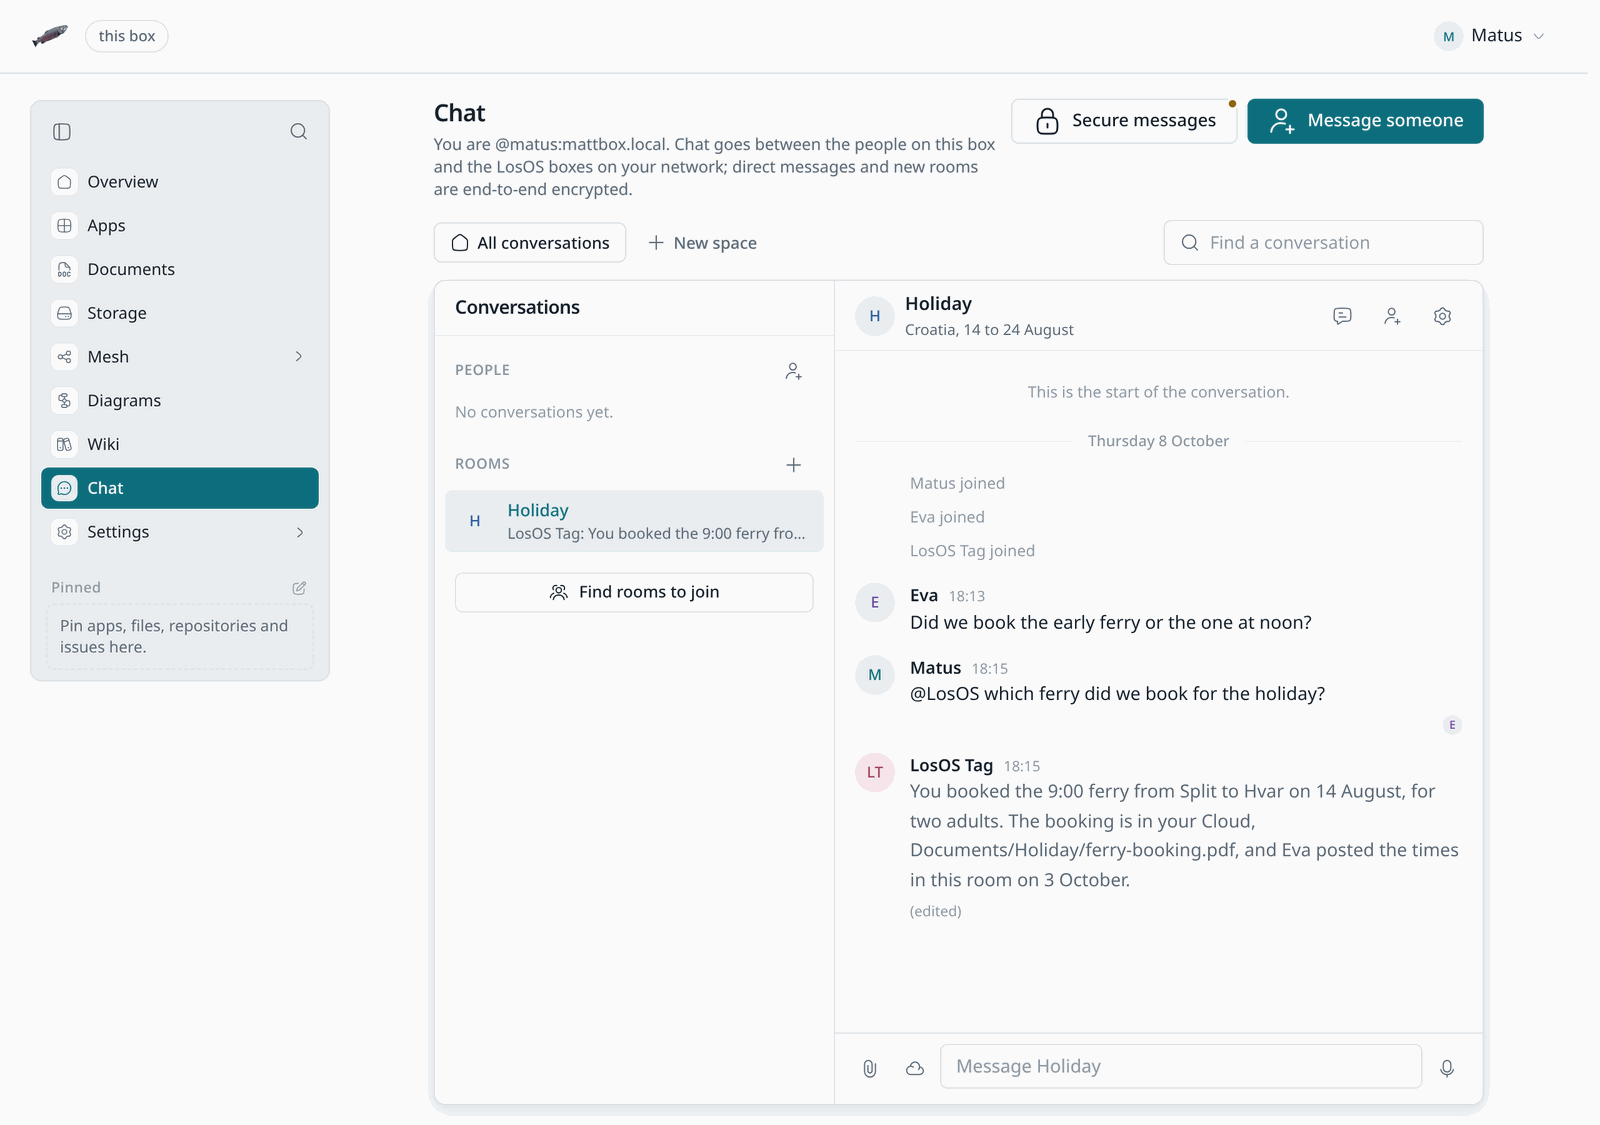 this box
M Matus
Overview
Apps
Documents
Storage
Mesh
Diagrams
Wiki
Chat
Settings
Pinned
Pin apps, files, repositories and
issues here.
Chat
You are @matus:mattbox.local. Chat goes between the people on this box
and the LosOS boxes on your network; direct messages and new rooms
are end-to-end encrypted.
Secure messages
Message someone
All conversations
New space
Find a conversation
Conversations
PEOPLE
No conversations yet.
ROOMS
H
Holiday
LosOS Tag: You booked the 9:00 ferry fro...
Find rooms to join
H
Holiday
Croatia, 14 to 24 August
This is the start of the conversation.
Thursday 8 October
Matus joined
Eva joined
LosOS Tag joined
E
Eva 18:13
Did we book the early ferry or the one at noon?
M
Matus 18:15
@LosOS which ferry did we book for the holiday?
E
LT
LosOS Tag 18:15
You booked the 9:00 ferry from Split to Hvar on 14 August, for
two adults. The booking is in your Cloud,
Documents/Holiday/ferry-booking.pdf, and Eva posted the times
in this room on 3 October.
(edited)
Message Holiday